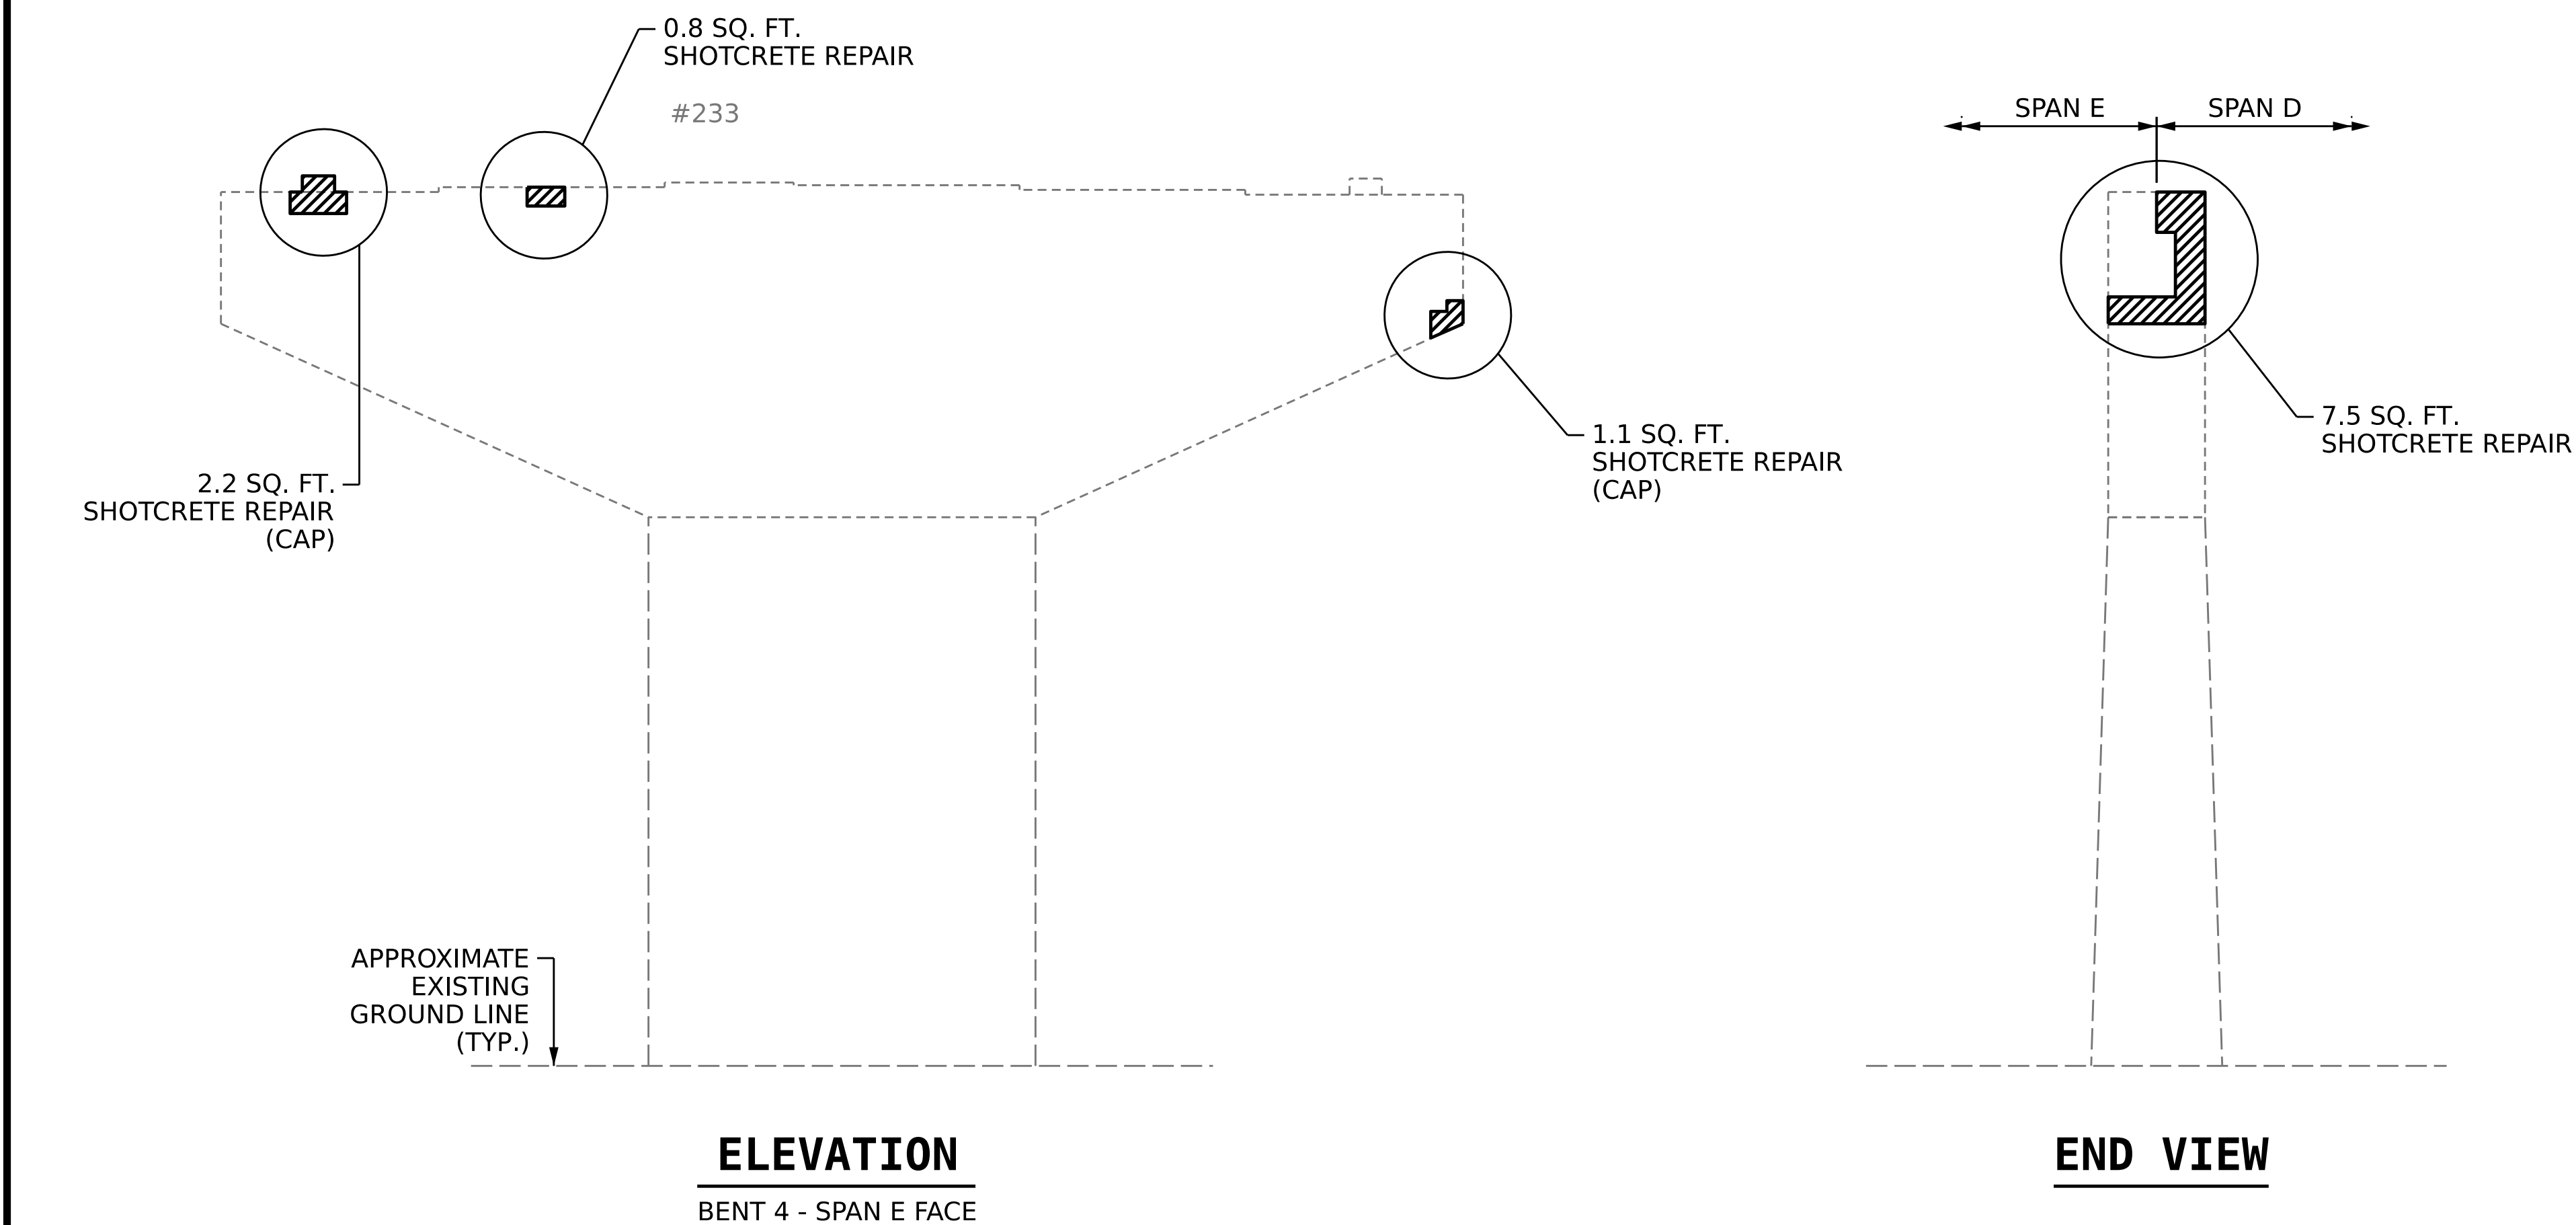 0.8 SQ. FT.
SHOTCRETE REPAIR
#233
2.2 SQ. FT.
SHOTCRETE REPAIR
(CAP)
1.1 SQ. FT.
SHOTCRETE REPAIR
(CAP)
APPROXIMATE
EXISTING
GROUND LINE
(TYP.)
ELEVATION
BENT 4 - SPAN E FACE
SPAN E
SPAN D
7.5 SQ. FT.
SHOTCRETE REPAIR
END VIEW